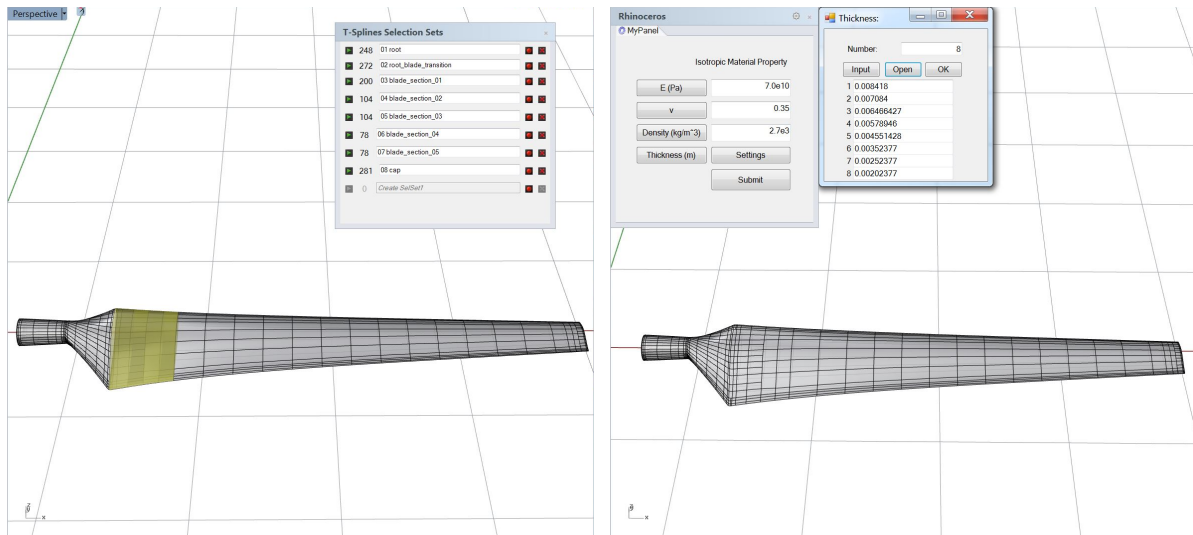 Perspective
T-Splines Selection Sets
248 01 root
272 02 root_blade_transition
200 03 blade_section_01
104 04 blade_section_02
104 05 blade_section_03
78 06 blade_section_04
78 07 blade_section_05
281 08 cap
0 Create SelSet1
x
Rhinoceros
MyPanel
Isotropic Material Property
E (Pa) 7.0e10
v 0.35
Density (kg/m^3) 2.7e3
Thickness (m) Settings
Submit
Thickness:
Number: 8
Input Open OK
1 0.008418
2 0.007084
3 0.006466427
4 0.00578946
5 0.004551428
6 0.00352377
7 0.00252377
8 0.00202377
x